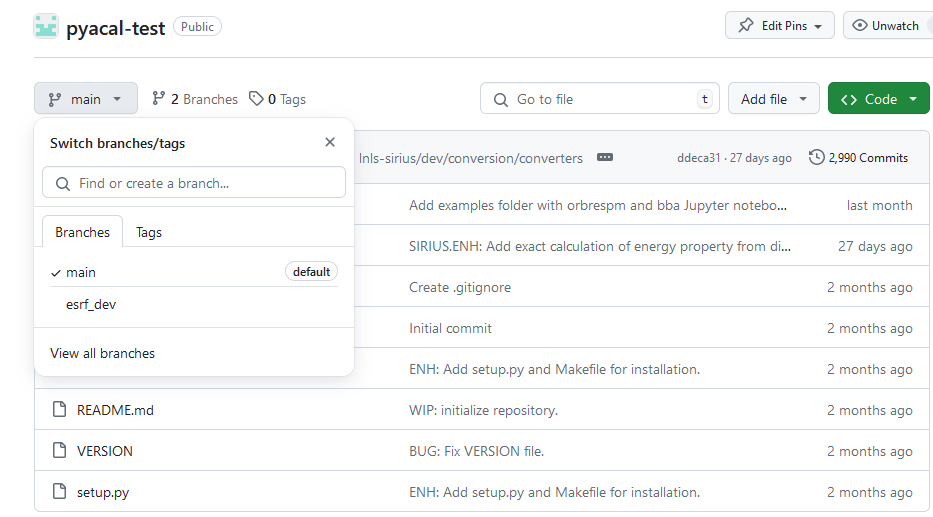 pyacal-test Public Edit Pins Unwatch
main 2 Branches 0 Tags Go to file t Add file Code
Switch branches/tags
Find or create a branch...
Branches Tags
main default
esrf_dev
View all branches
lnls-sirius/dev/conversion/converters ddeca31 · 27 days ago 2,990 Commits
Add examples folder with orbrespm and bba Jupyter notebo... last month
SIRIUS.ENH: Add exact calculation of energy property from di... 27 days ago
Create .gitignore 2 months ago
Initial commit 2 months ago
ENH: Add setup.py and Makefile for installation. 2 months ago
README.md WIP: initialize repository. 2 months ago
VERSION BUG: Fix VERSION file. 2 months ago
setup.py ENH: Add setup.py and Makefile for installation. 2 months ago